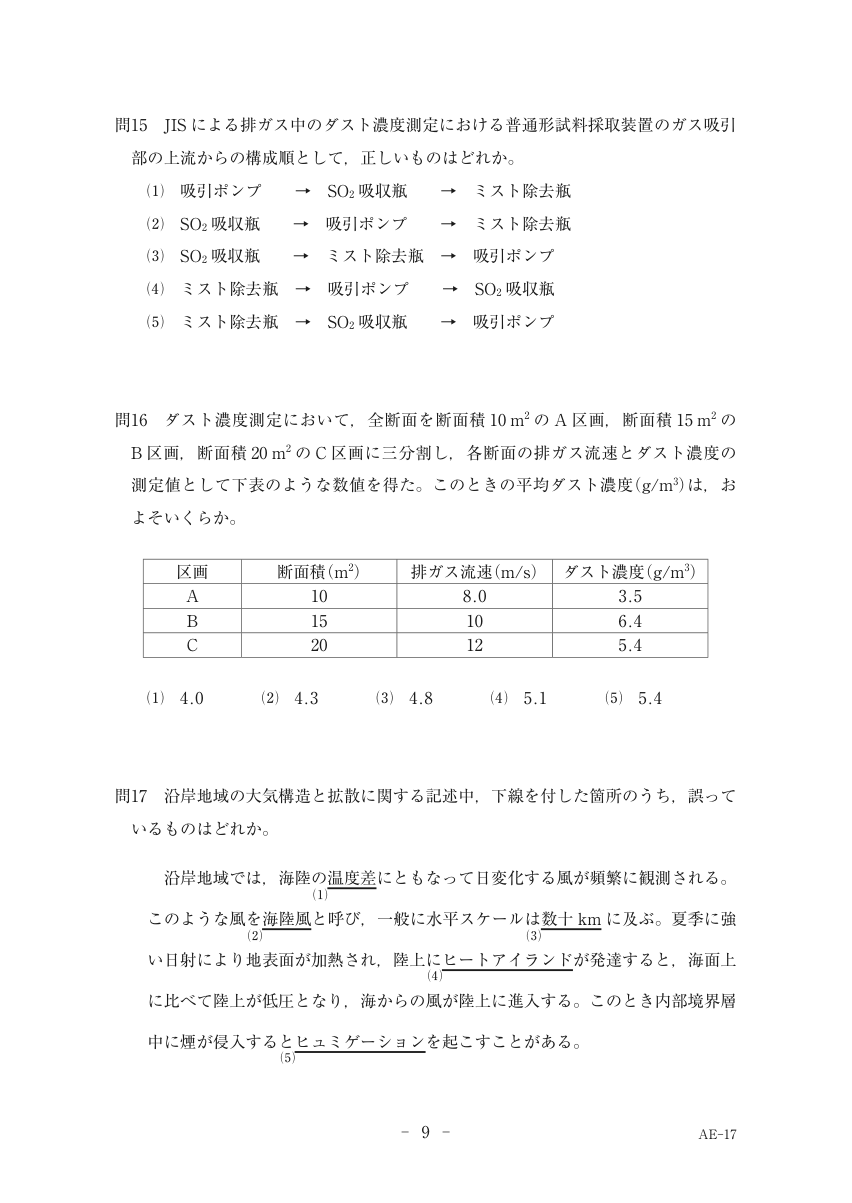 問15 JIS による排ガス中のダスト濃度測定における普通形試料採取装置のガス吸引
部の上流からの構成順として，正しいものはどれか。
⑴ 吸引ポンプ → SO₂ 吸収瓶 → ミスト除去瓶
⑵ SO₂ 吸収瓶 → 吸引ポンプ → ミスト除去瓶
⑶ SO₂ 吸収瓶 → ミスト除去瓶 → 吸引ポンプ
⑷ ミスト除去瓶 → 吸引ポンプ → SO₂ 吸収瓶
⑸ ミスト除去瓶 → SO₂ 吸収瓶 → 吸引ポンプ
問16 ダスト濃度測定において，全断面を断面積 10 m² の A 区画，断面積 15 m² の
B 区画，断面積 20 m² の C 区画に三分割し，各断面の排ガス流速とダスト濃度の
測定値として下表のような数値を得た。このときの平均ダスト濃度(g/m³)は，お
よそいくらか。
区画 断面積(m²) 排ガス流速(m/s) ダスト濃度(g/m³)
A 10 8.0 3.5
B 15 10 6.4
C 20 12 5.4
⑴ 4.0 ⑵ 4.3 ⑶ 4.8 ⑷ 5.1 ⑸ 5.4
問17 沿岸地域の大気構造と拡散に関する記述中，下線を付した箇所のうち，誤って
いるものはどれか。
沿岸地域では，海陸の温度差にともなって日変化する風が頻繁に観測される。
⑴
このような風を海陸風と呼び，一般に水平スケールは数十 km に及ぶ。夏季に強
⑵ ⑶
い日射により地表面が加熱され，陸上にヒートアイランドが発達すると，海面上
⑷
に比べて陸上が低圧となり，海からの風が陸上に進入する。このとき内部境界層
中に煙が侵入するとヒュミゲーションを起こすことがある。
⑸
- 9 -
AE-17